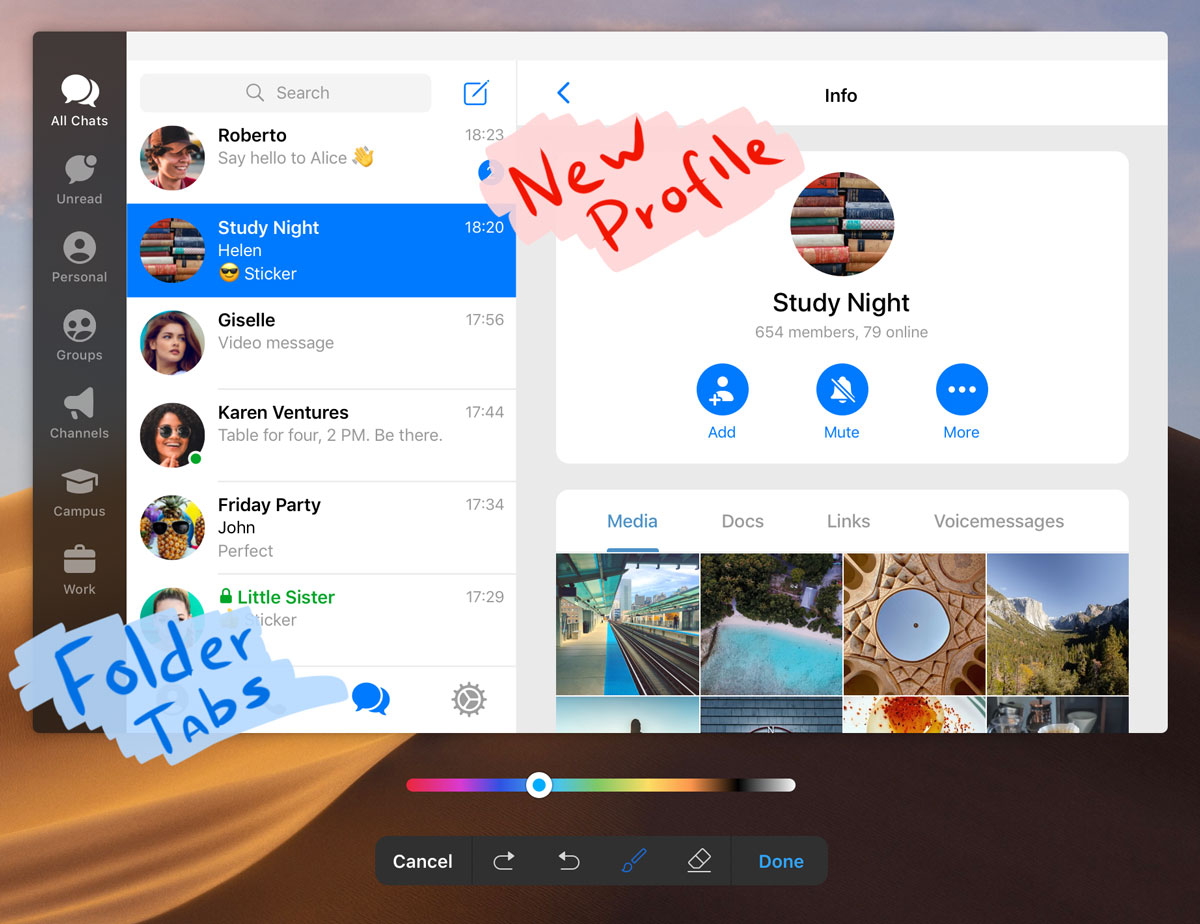 All Chats
Unread
Personal
Groups
Channels
Campus
Work
Search
Roberto
18:23
Say hello to Alice 👋
Study Night
18:20
Helen
😎 Sticker
Giselle
17:56
Video message
Karen Ventures
17:44
Table for four, 2 PM. Be there.
Friday Party
17:34
John
Perfect
Little Sister
17:29
Sticker
Folder
Tabs
Info
New
Profile
Study Night
654 members, 79 online
Add
Mute
More
Media
Docs
Links
Voicemessages
Cancel
Done